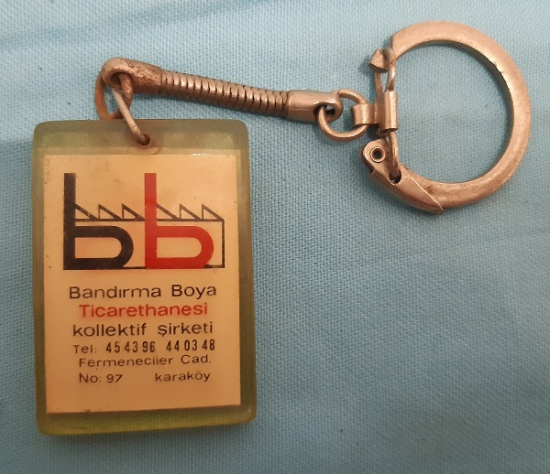 bb
Bandırma Boya
Ticarethanesi
kollektif şirketi
Tel: 45 43 96 44 03 48
Fermeneciler Cad.
No: 97 karaköy